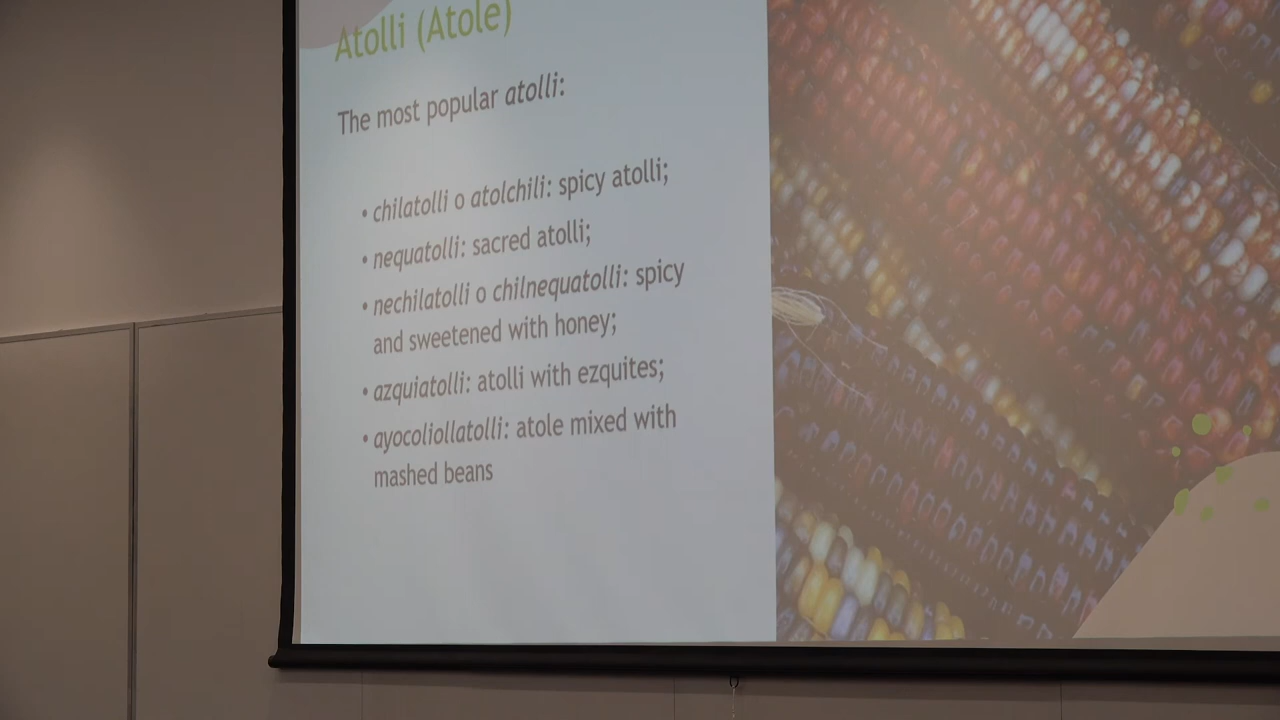 Atolli (Atole)
The most popular atolli:
• chilatolli o atolchili: spicy atolli;
• nequatolli: sacred atolli;
• nechilatolli o chilnequatolli: spicy
and sweetened with honey;
• azquiatolli: atolli with ezquites;
• ayocoliollatolli: atole mixed with
mashed beans